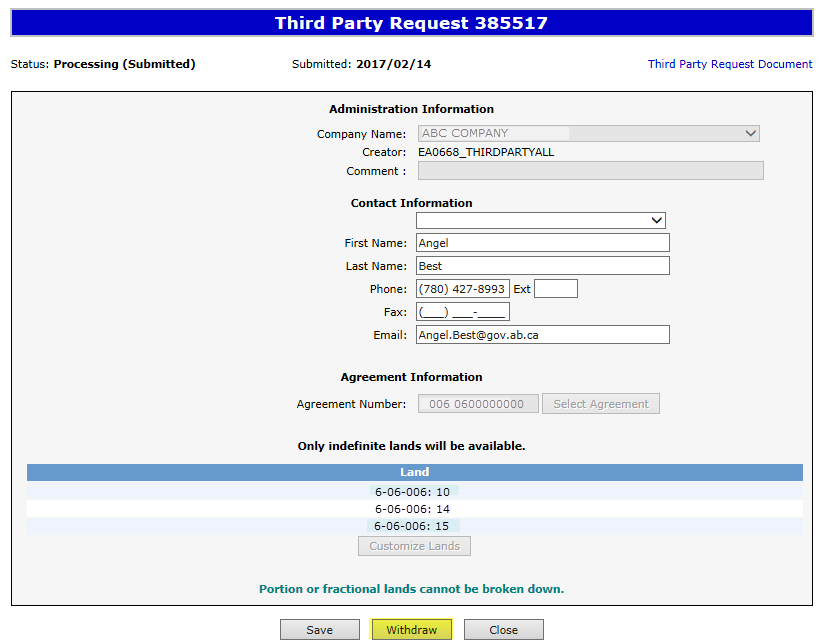 Third Party Request 385517
Status: Processing (Submitted) Submitted: 2017/02/14 Third Party Request Document
Administration Information
Company Name: ABC COMPANY
Creator: EA0668_THIRDPARTYALL
Comment :
Contact Information
First Name: Angel
Last Name: Best
Phone: (780) 427-8993 Ext
Fax: (___) ___-____
Email: Angel.Best@gov.ab.ca
Agreement Information
Agreement Number: 006 0600000000 Select Agreement
Only indefinite lands will be available.
Land
6-06-006: 10
6-06-006: 14
6-06-006: 15
Customize Lands
Portion or fractional lands cannot be broken down.
Save Withdraw Close